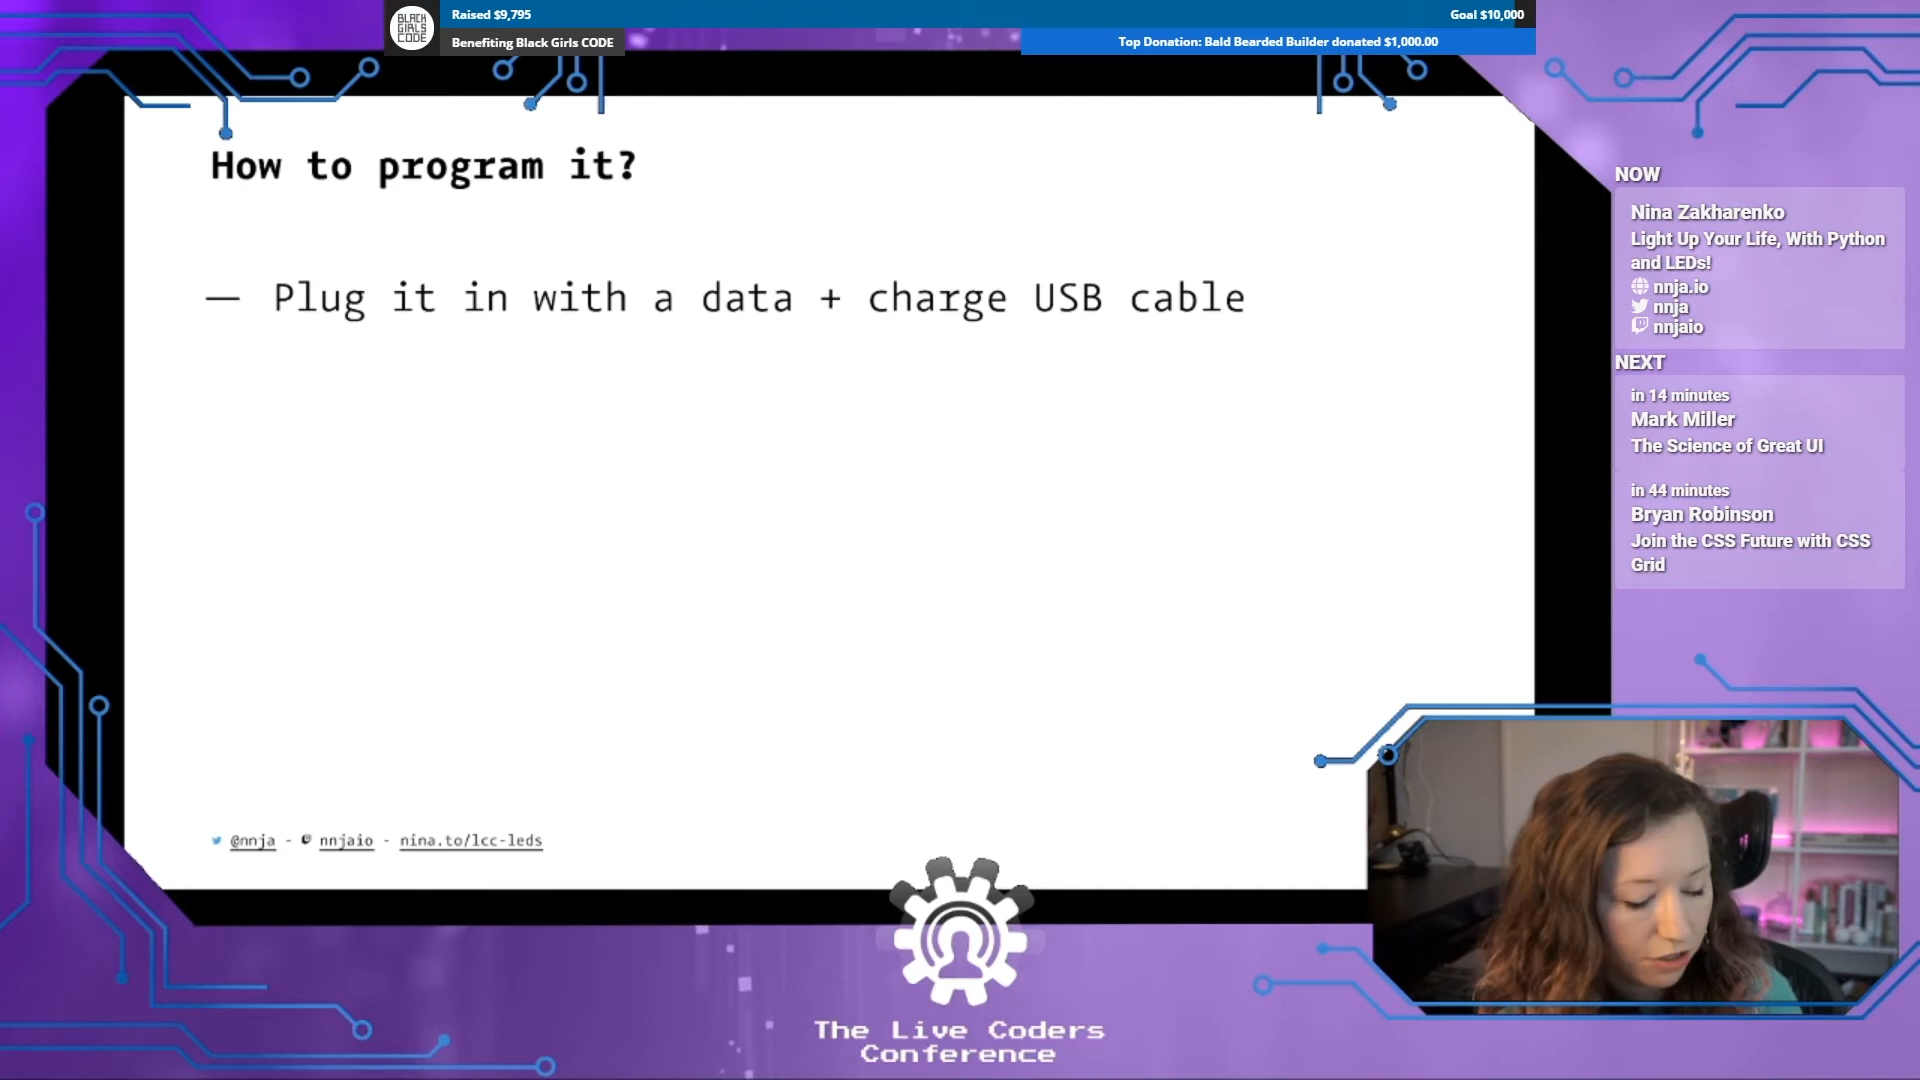 BLACK
GIRLS
CODE
Raised $9,795
Goal $10,000
Benefiting Black Girls CODE
Top Donation: Bald Bearded Builder donated $1,000.00
How to program it?
— Plug it in with a data + charge USB cable
@nnja - nnjaio - nina.to/lcc-leds
NOW
Nina Zakharenko
Light Up Your Life, With Python
and LEDs!
nnja.io
nnja
nnjaio
NEXT
in 14 minutes
Mark Miller
The Science of Great UI
in 44 minutes
Bryan Robinson
Join the CSS Future with CSS
Grid
The Live Coders
Conference